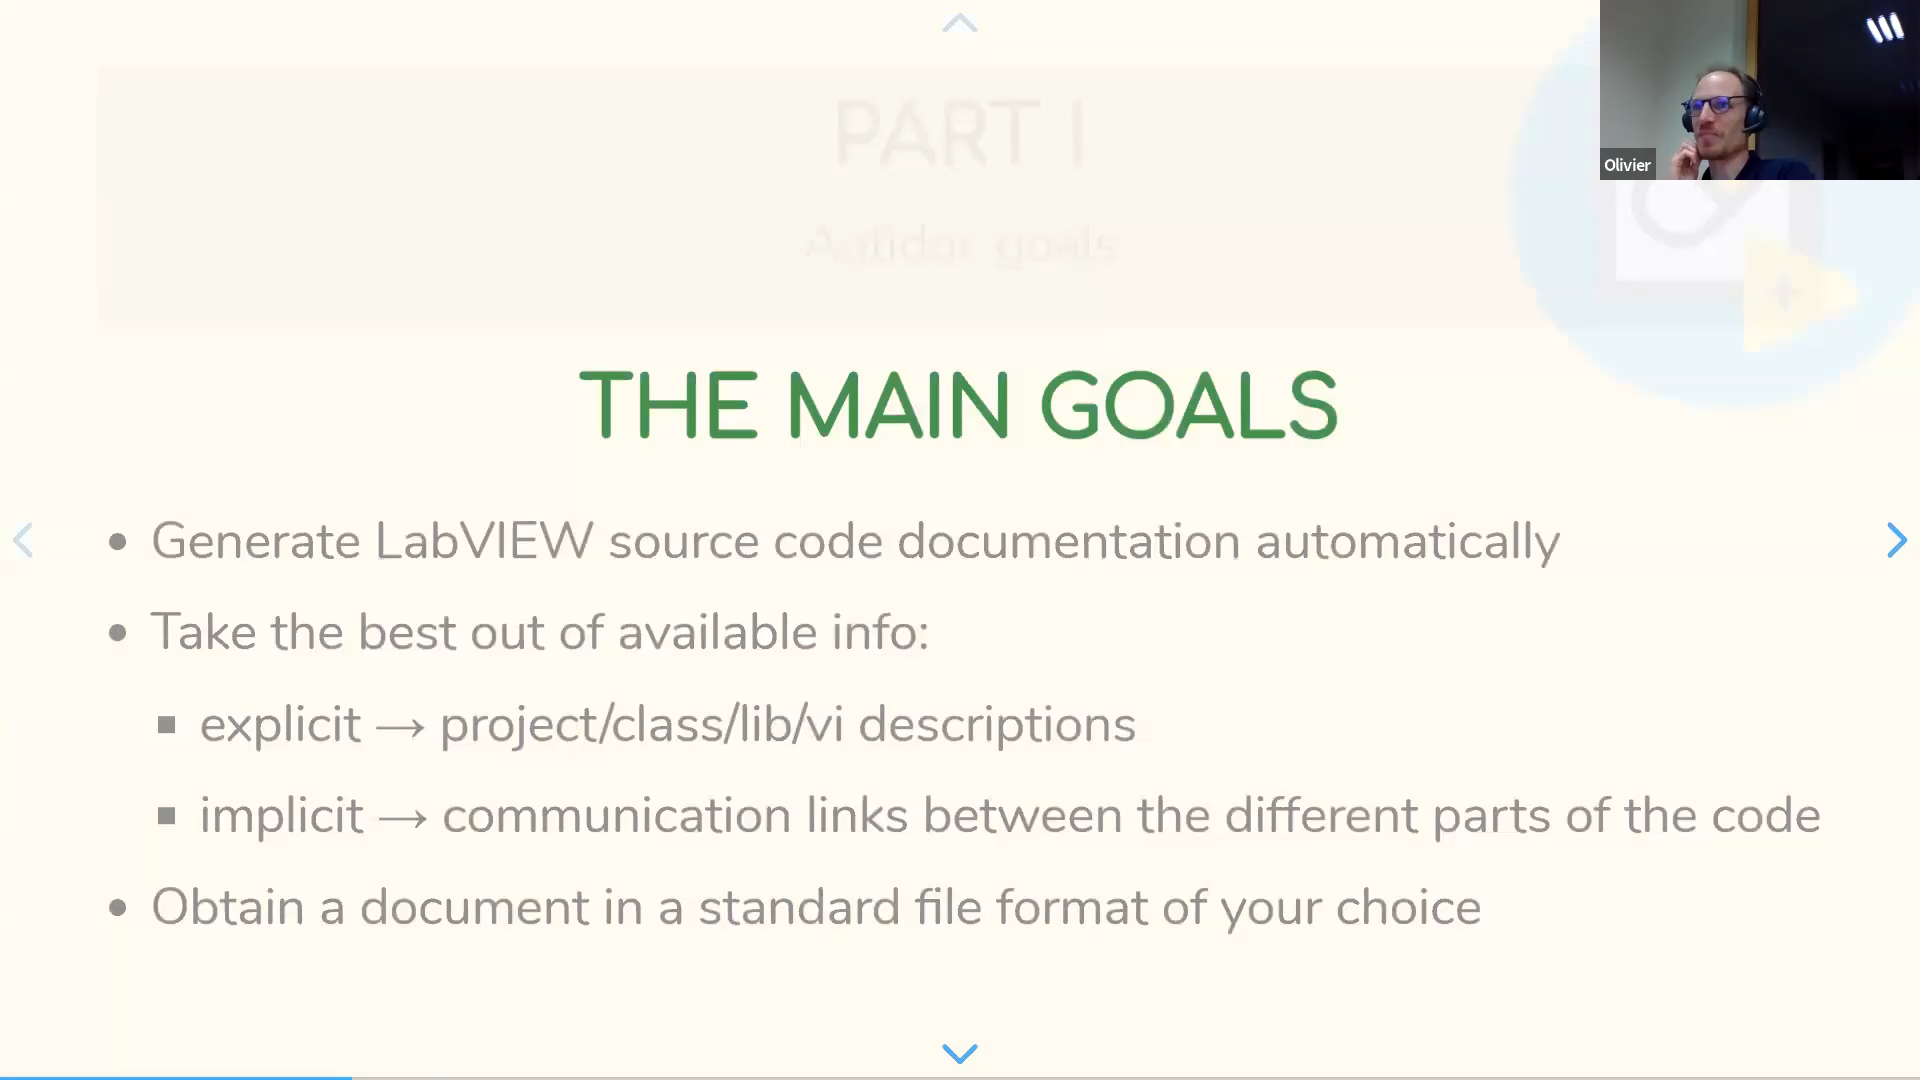 PART I
Antidoc goals
Olivier
THE MAIN GOALS
• Generate LabVIEW source code documentation automatically
• Take the best out of available info:
▪ explicit → project/class/lib/vi descriptions
▪ implicit → communication links between the different parts of the code
• Obtain a document in a standard file format of your choice